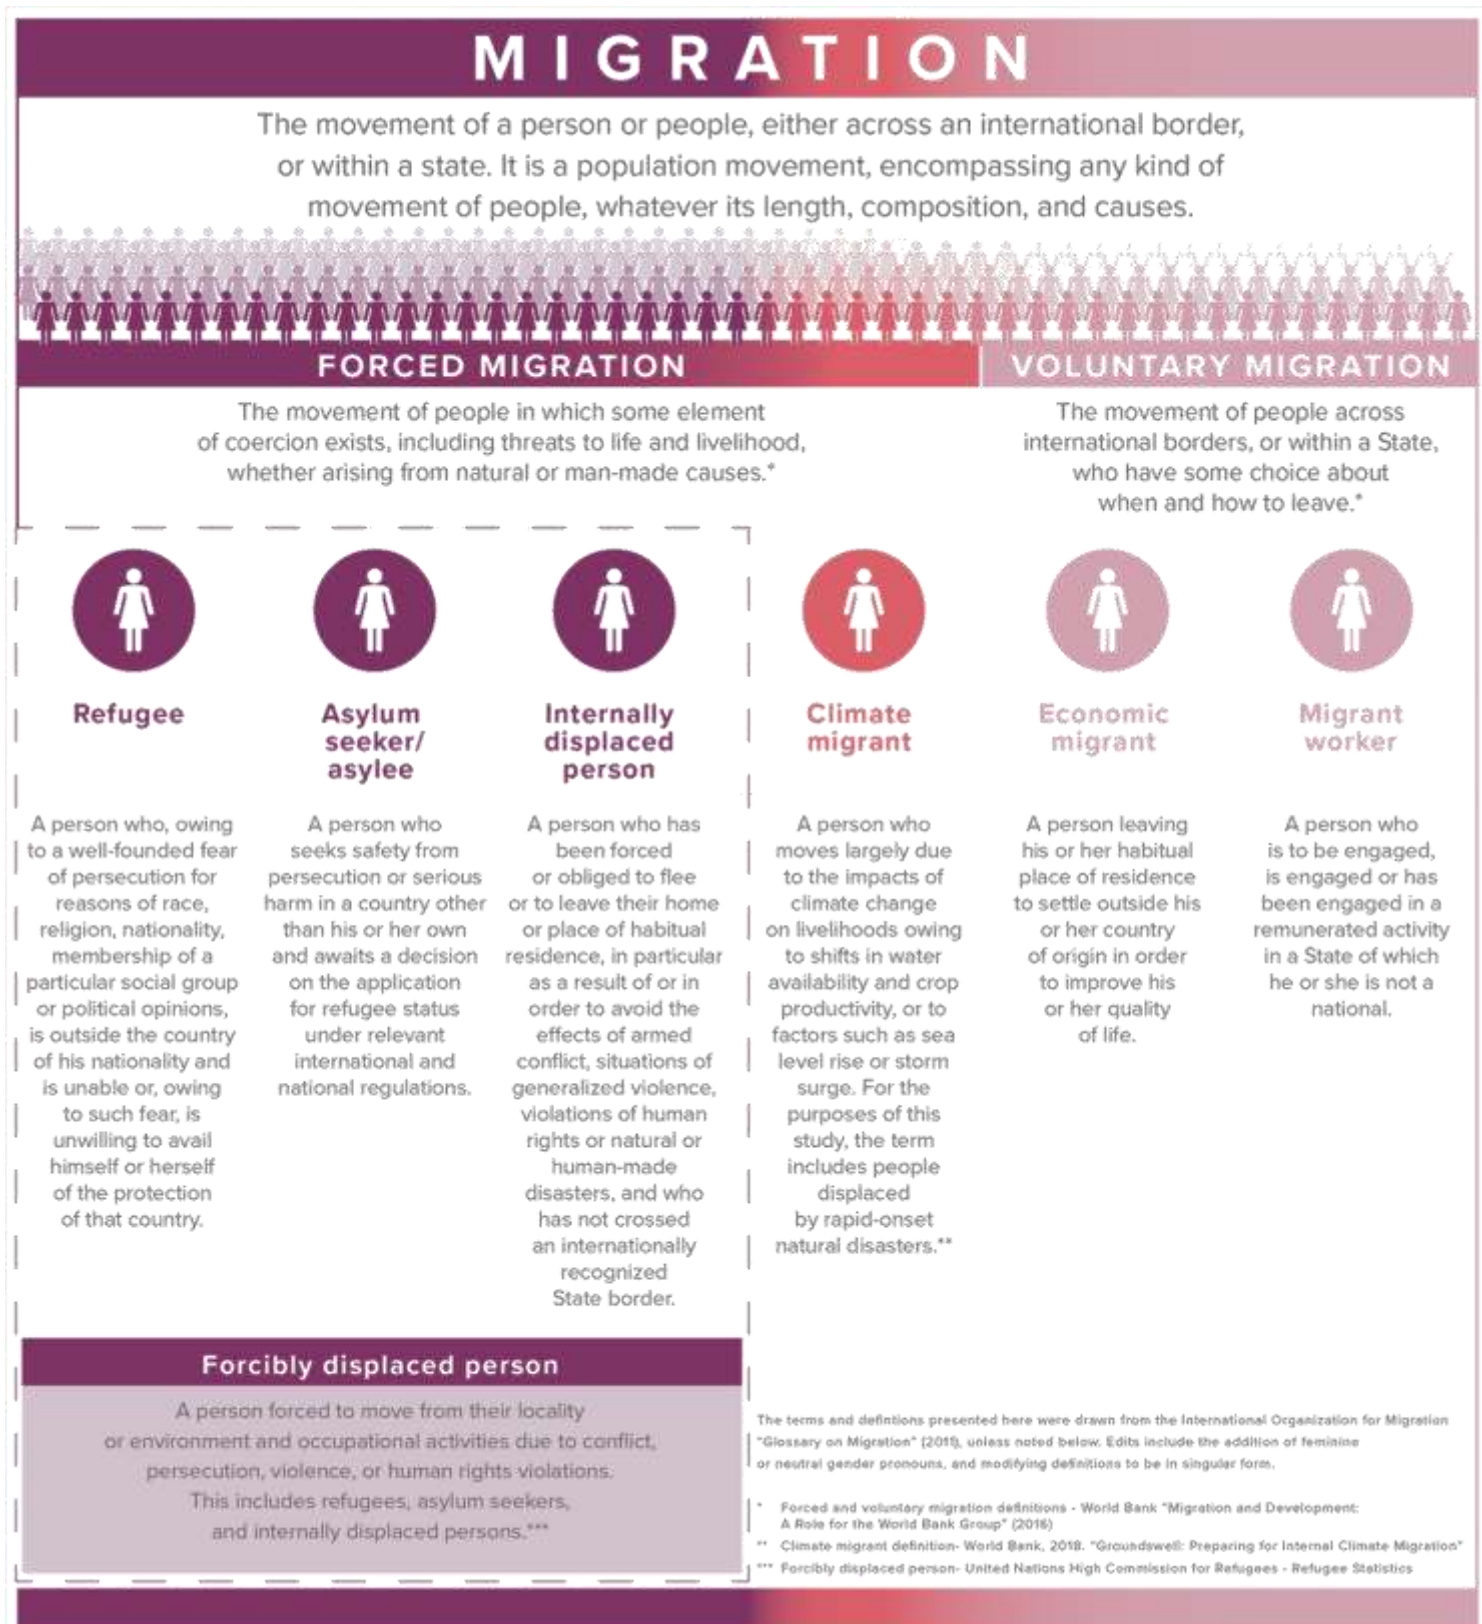 MIGRATION
The movement of a person or people, either across an international border,
or within a state. It is a population movement, encompassing any kind of
movement of people, whatever its length, composition, and causes.
FORCED MIGRATION
The movement of people in which some element
of coercion exists, including threats to life and livelihood,
whether arising from natural or man-made causes.*
VOLUNTARY MIGRATION
The movement of people across
international borders, or within a State,
who have some choice about
when and how to leave.*
Refugee
A person who, owing
to a well-founded fear
of persecution for
reasons of race,
religion, nationality,
membership of a
particular social group
or political opinions,
is outside the country
of his nationality and
is unable or, owing
to such fear, is
unwilling to avail
himself or herself
of the protection
of that country.
Asylum
seeker/
asylee
A person who
seeks safety from
persecution or serious
harm in a country other
than his or her own
and awaits a decision
on the application
for refugee status
under relevant
international and
national regulations.
Internally
displaced
person
A person who has
been forced
or obliged to flee
or to leave their home
or place of habitual
residence, in particular
as a result of or in
order to avoid the
effects of armed
conflict, situations of
generalized violence,
violations of human
rights or natural or
human-made
disasters, and who
has not crossed
an internationally
recognized
State border.
Climate
migrant
A person who
moves largely due
to the impacts of
climate change
on livelihoods owing
to shifts in water
availability and crop
productivity, or to
factors such as sea
level rise or storm
surge. For the
purposes of this
study, the term
includes people
displaced
by rapid-onset
natural disasters.**
Economic
migrant
A person leaving
his or her habitual
place of residence
to settle outside his
or her country
of origin in order
to improve his
or her quality
of life.
Migrant
worker
A person who
is to be engaged,
is engaged or has
been engaged in a
remunerated activity
in a State of which
he or she is not a
national.
Forcibly displaced person
A person forced to move from their locality
or environment and occupational activities due to conflict,
persecution, violence, or human rights violations.
This includes refugees, asylum seekers,
and internally displaced persons.***
The terms and defintions presented here were drawn from the International Organization for Migration
"Glossary on Migration" (2011), unless noted below. Edits include the addition of feminine
or neutral gender pronouns, and modifying definitions to be in singular form.
* Forced and voluntary migration definitions - World Bank "Migration and Development:
A Role for the World Bank Group" (2016)
** Climate migrant definition- World Bank, 2018. "Groundswell: Preparing for Internal Climate Migration"
*** Forcibly displaced person- United Nations High Commission for Refugees - Refugee Statistics